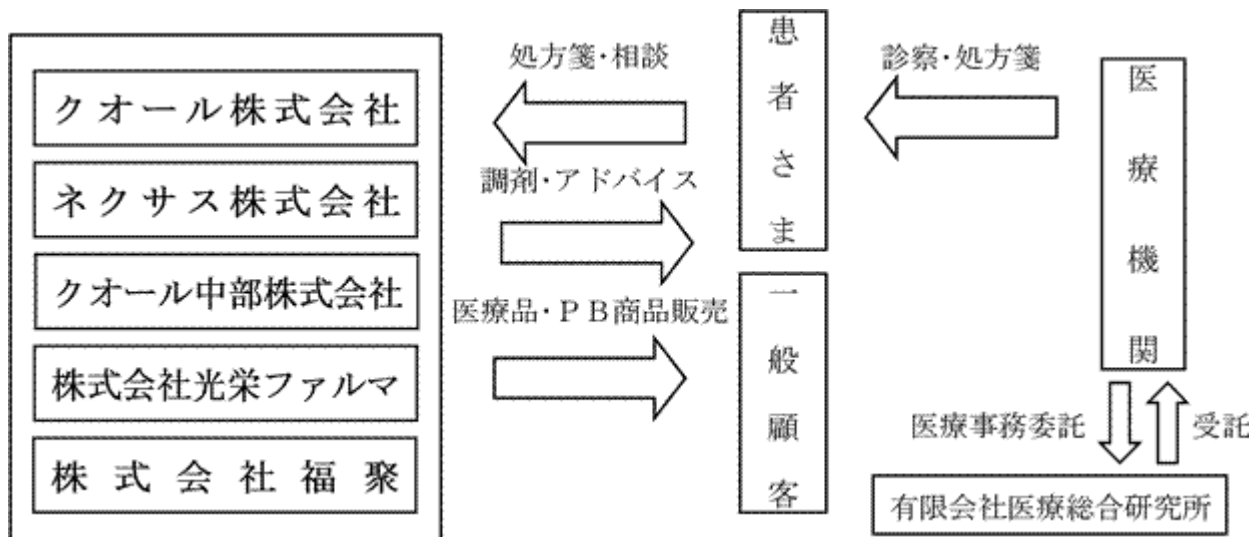 クオール株式会社
ネクサス株式会社
クオール中部株式会社
株式会社光栄ファルマ
株式会社福聚
処方箋・相談
調剤・アドバイス
医療品・ＰＢ商品販売
患者さま
一般顧客
診察・処方箋
医療機関
医療事務委託
受託
有限会社医療総合研究所